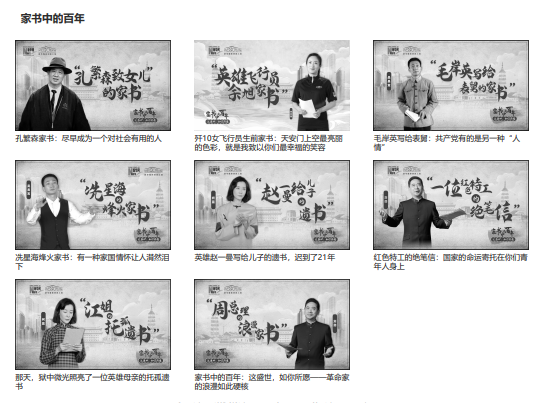 家书中的百年
“孔繁森致女儿”
的家书
“英雄飞行员
余旭家书”
“毛岸英写给
表舅的家书”
孔繁森家书：尽早成为一个对社会有用的人
歼10女飞行员生前家书：天安门上空最亮丽
的色彩，就是我致以你们最幸福的笑容
毛岸英写给表舅：共产党有的是另一种“人
情”
“冼星海
的
烽火家书”
“赵一曼给儿子
的
遗书”
“一位红色特工
的
绝笔信”
冼星海烽火家书：有一种家国情怀让人潸然泪
下
英雄赵一曼写给儿子的遗书，迟到了21年
红色特工的绝笔信：国家的命运寄托在你们青
年人身上
“江姐
的
托孤
遗书”
“周总理
的
浪漫
家书”
那天，狱中微光照亮了一位英雄母亲的托孤遗
书
家书中的百年：这盛世，如你所愿——革命家
的浪漫如此硬核